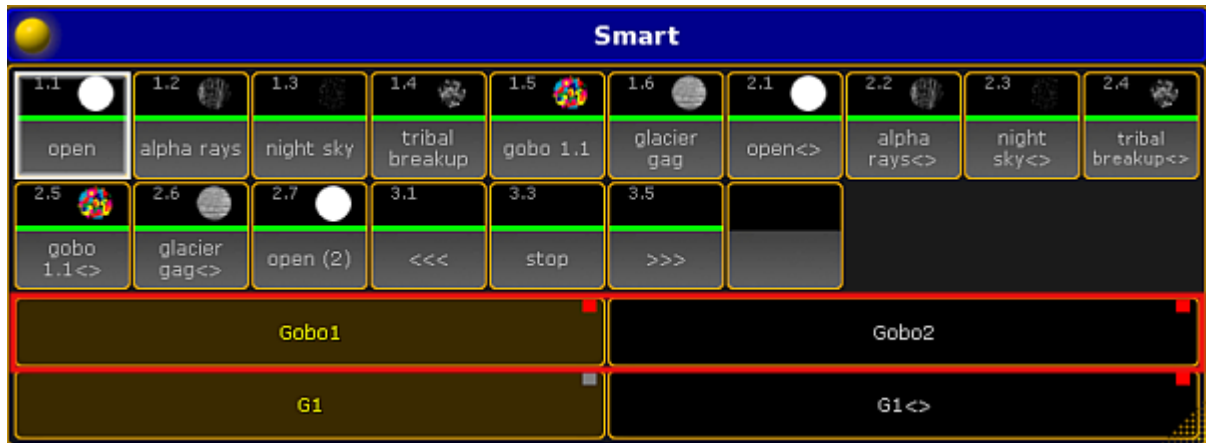 Smart
1.1 1.2 1.3 1.4 1.5 1.6 2.1 2.2 2.3 2.4
open alpha rays night sky tribal breakup gobo 1.1 glacier gag open<> alpha rays<> night sky<> tribal breakup<>
2.5 2.6 2.7 3.1 3.3 3.5
gobo 1.1<> glacier gag<> open (2) <<< stop >>>
Gobo1 Gobo2
G1 G1<>